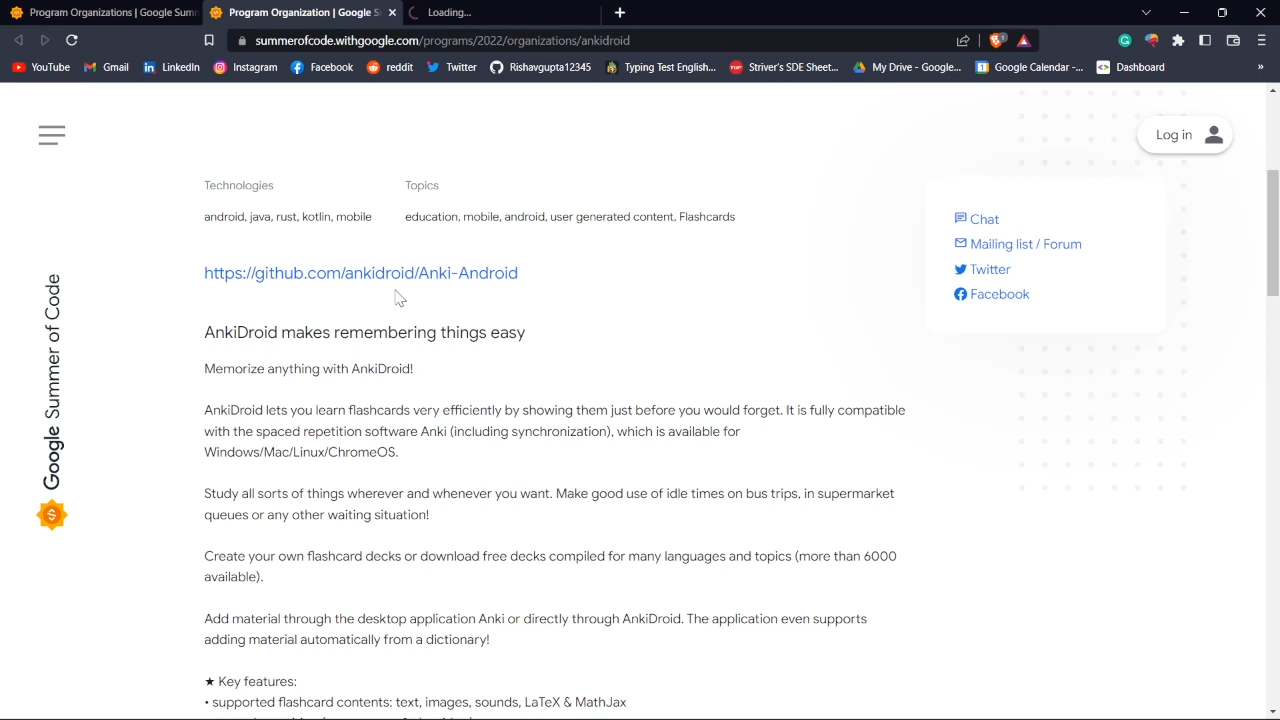 Program Organizations | Google Summ
Program Organization | Google S
Loading...
summerofcode.withgoogle.com/programs/2022/organizations/ankidroid
YouTube
Gmail
LinkedIn
Instagram
Facebook
reddit
Twitter
Rishavgupta12345
Typing Test English...
Striver's SDE Sheet...
My Drive - Google...
Google Calendar -...
Dashboard
»
Log in
Technologies
Topics
android, java, rust, kotlin, mobile
education, mobile, android, user generated content, Flashcards
Chat
Mailing list / Forum
Twitter
Facebook
https://github.com/ankidroid/Anki-Android
Google Summer of Code
AnkiDroid makes remembering things easy
Memorize anything with AnkiDroid!
AnkiDroid lets you learn flashcards very efficiently by showing them just before you would forget. It is fully compatible
with the spaced repetition software Anki (including synchronization), which is available for
Windows/Mac/Linux/ChromeOS.
Study all sorts of things wherever and whenever you want. Make good use of idle times on bus trips, in supermarket
queues or any other waiting situation!
Create your own flashcard decks or download free decks compiled for many languages and topics (more than 6000
available).
Add material through the desktop application Anki or directly through AnkiDroid. The application even supports
adding material automatically from a dictionary!
★ Key features:
• supported flashcard contents: text, images, sounds, LaTeX & MathJax